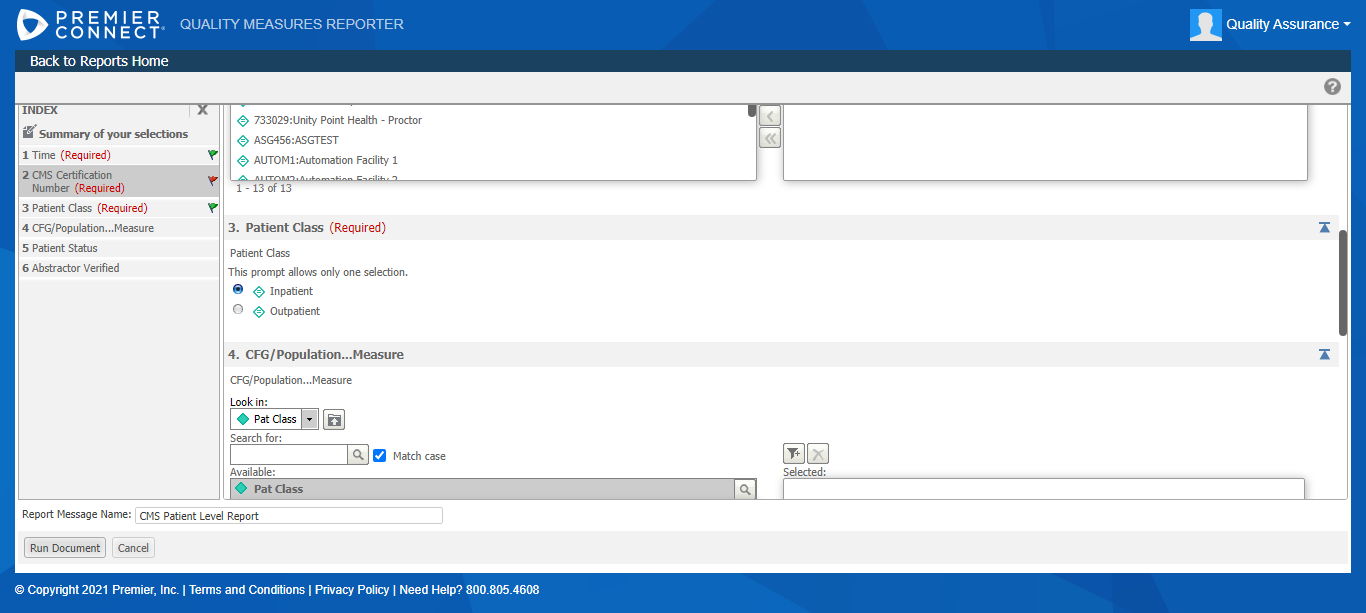 PREMIER
CONNECT
QUALITY MEASURES REPORTER
Quality Assurance
Back to Reports Home
INDEX
Summary of your selections
1 Time (Required)
2 CMS Certification
Number (Required)
3 Patient Class (Required)
4 CFG/Population...Measure
5 Patient Status
6 Abstractor Verified
733029:Unity Point Health - Proctor
ASG456:ASGTEST
AUTOM1:Automation Facility 1
AUTOM2:Automation Facility 2
1 - 13 of 13
3. Patient Class (Required)
Patient Class
This prompt allows only one selection.
Inpatient
Outpatient
4. CFG/Population...Measure
CFG/Population...Measure
Look in:
Pat Class
Search for:
Match case
Available:
Selected:
Pat Class
Report Message Name: CMS Patient Level Report
Run Document Cancel
© Copyright 2021 Premier, Inc. | Terms and Conditions | Privacy Policy | Need Help? 800.805.4608